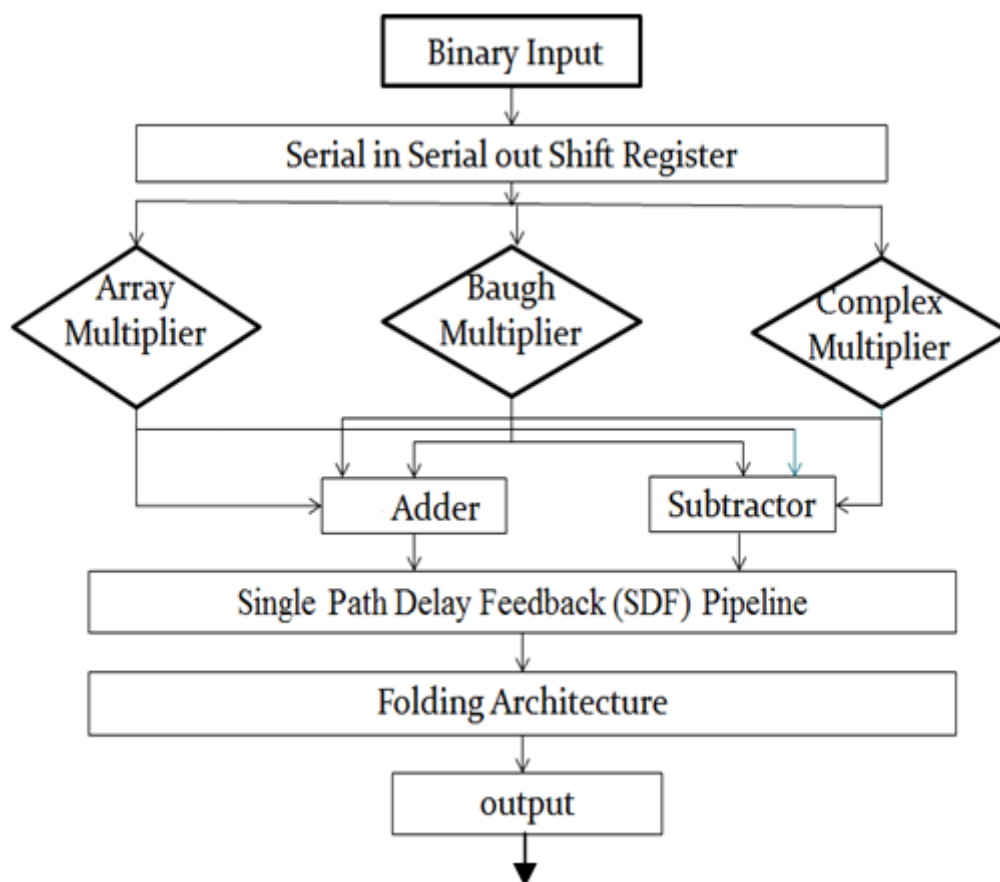 Binary Input
Serial in Serial out Shift Register
Array
Multiplier
Baugh
Multiplier
Complex
Multiplier
Adder
Subtractor
Single Path Delay Feedback (SDF) Pipeline
Folding Architecture
output